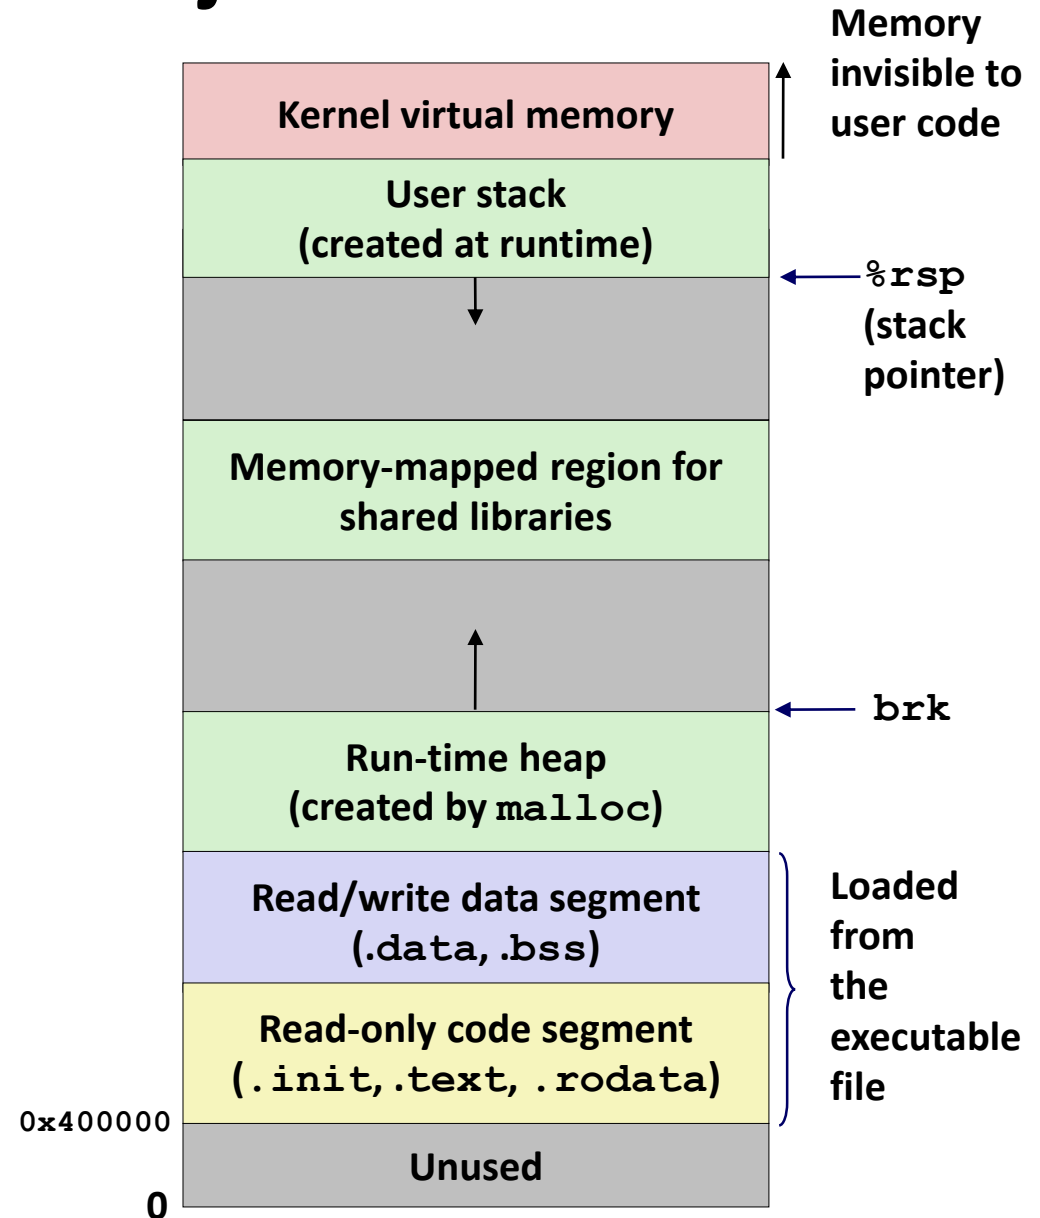 Memory
invisible to
user code
Kernel virtual memory
User stack
(created at runtime)
%rsp
(stack
pointer)
Memory-mapped region for
shared libraries
brk
Run-time heap
(created by malloc)
Read/write data segment
(.data, .bss)
Loaded
from
the
executable
file
Read-only code segment
(.init, .text, .rodata)
0x400000
Unused
0